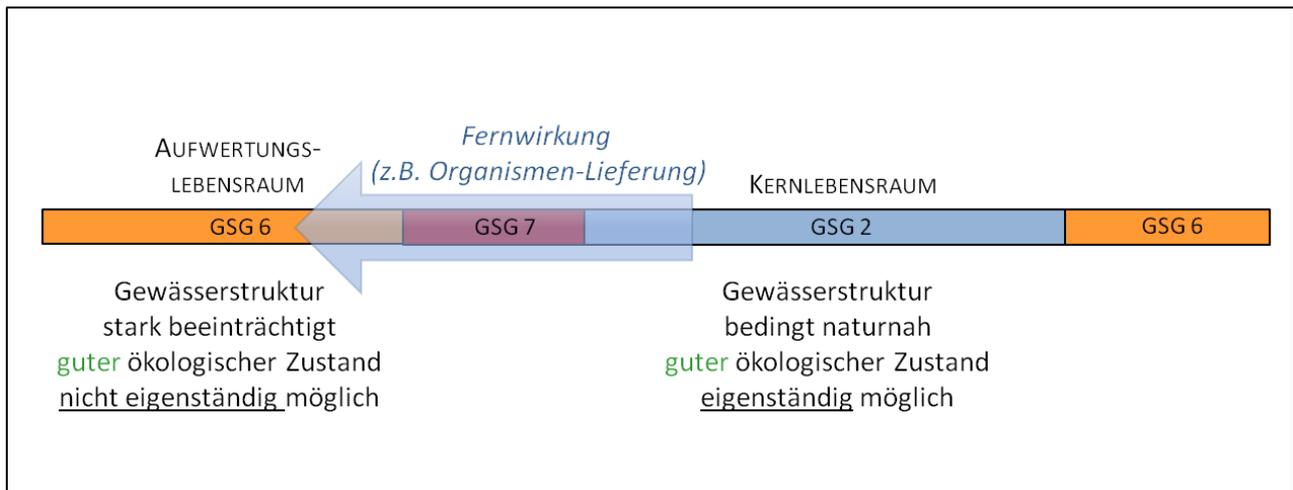 Fernwirkung
(z.B. Organismen-Lieferung)
AUFWERTUNGS-
LEBENSRAUM
KERNLEBENSRAUM
GSG 6
GSG 7
GSG 2
GSG 6
Gewässerstruktur
stark beeinträchtigt
guter ökologischer Zustand
nicht eigenständig möglich
Gewässerstruktur
bedingt naturnah
guter ökologischer Zustand
eigenständig möglich